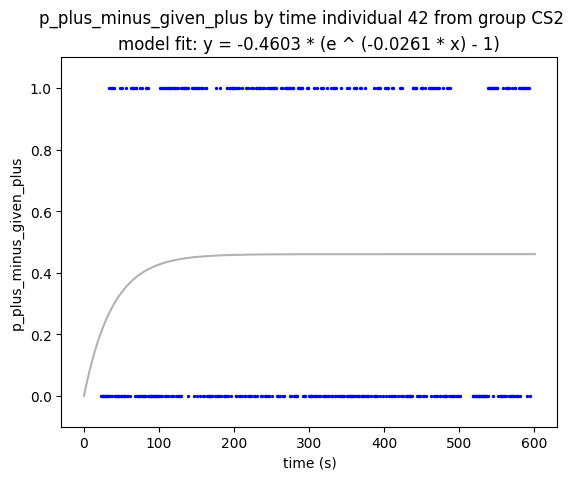 p_plus_minus_given_plus by time individual 42 from group CS2
model fit: y = -0.4603 * (e ^ (-0.0261 * x) - 1)
p_plus_minus_given_plus
1.0
0.8
0.6
0.4
0.2
0.0
0 100 200 300 400 500 600
time (s)